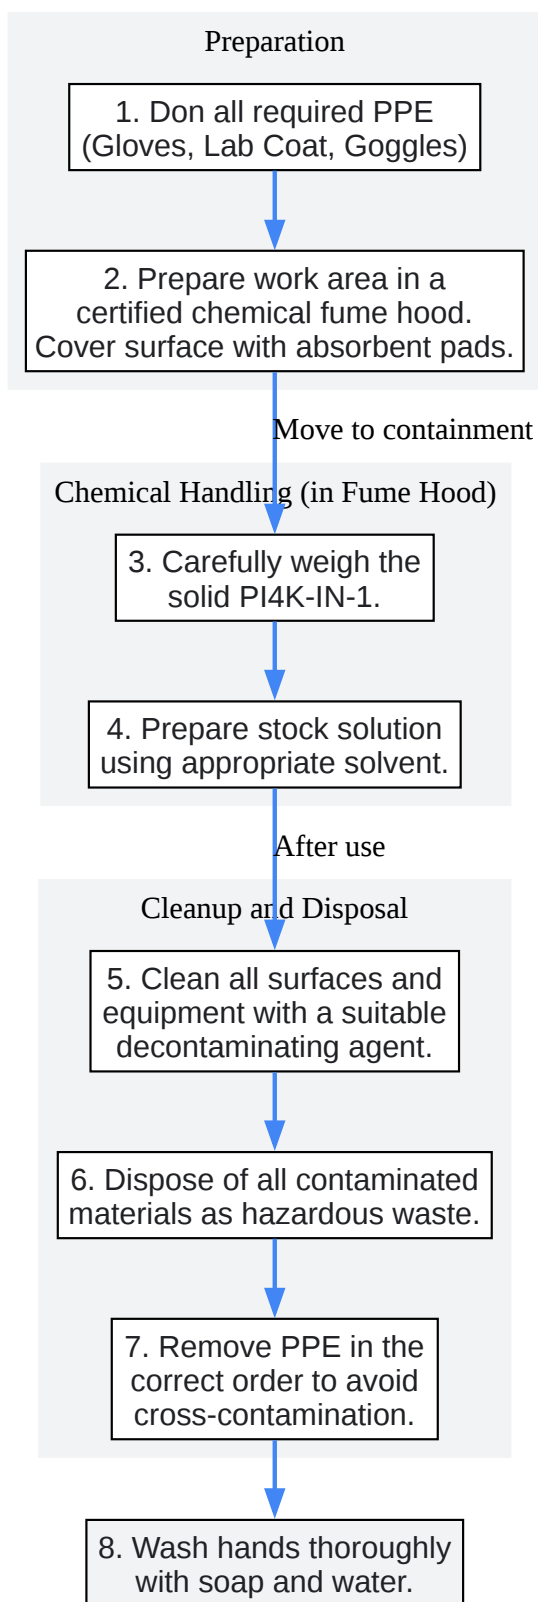 Preparation
1. Don all required PPE
(Gloves, Lab Coat, Goggles)
2. Prepare work area in a
certified chemical fume hood.
Cover surface with absorbent pads.
Move to containment
Chemical Handling (in Fume Hood)
3. Carefully weigh the
solid PI4K-IN-1.
4. Prepare stock solution
using appropriate solvent.
After use
Cleanup and Disposal
5. Clean all surfaces and
equipment with a suitable
decontaminating agent.
6. Dispose of all contaminated
materials as hazardous waste.
7. Remove PPE in the
correct order to avoid
cross-contamination.
8. Wash hands thoroughly
with soap and water.